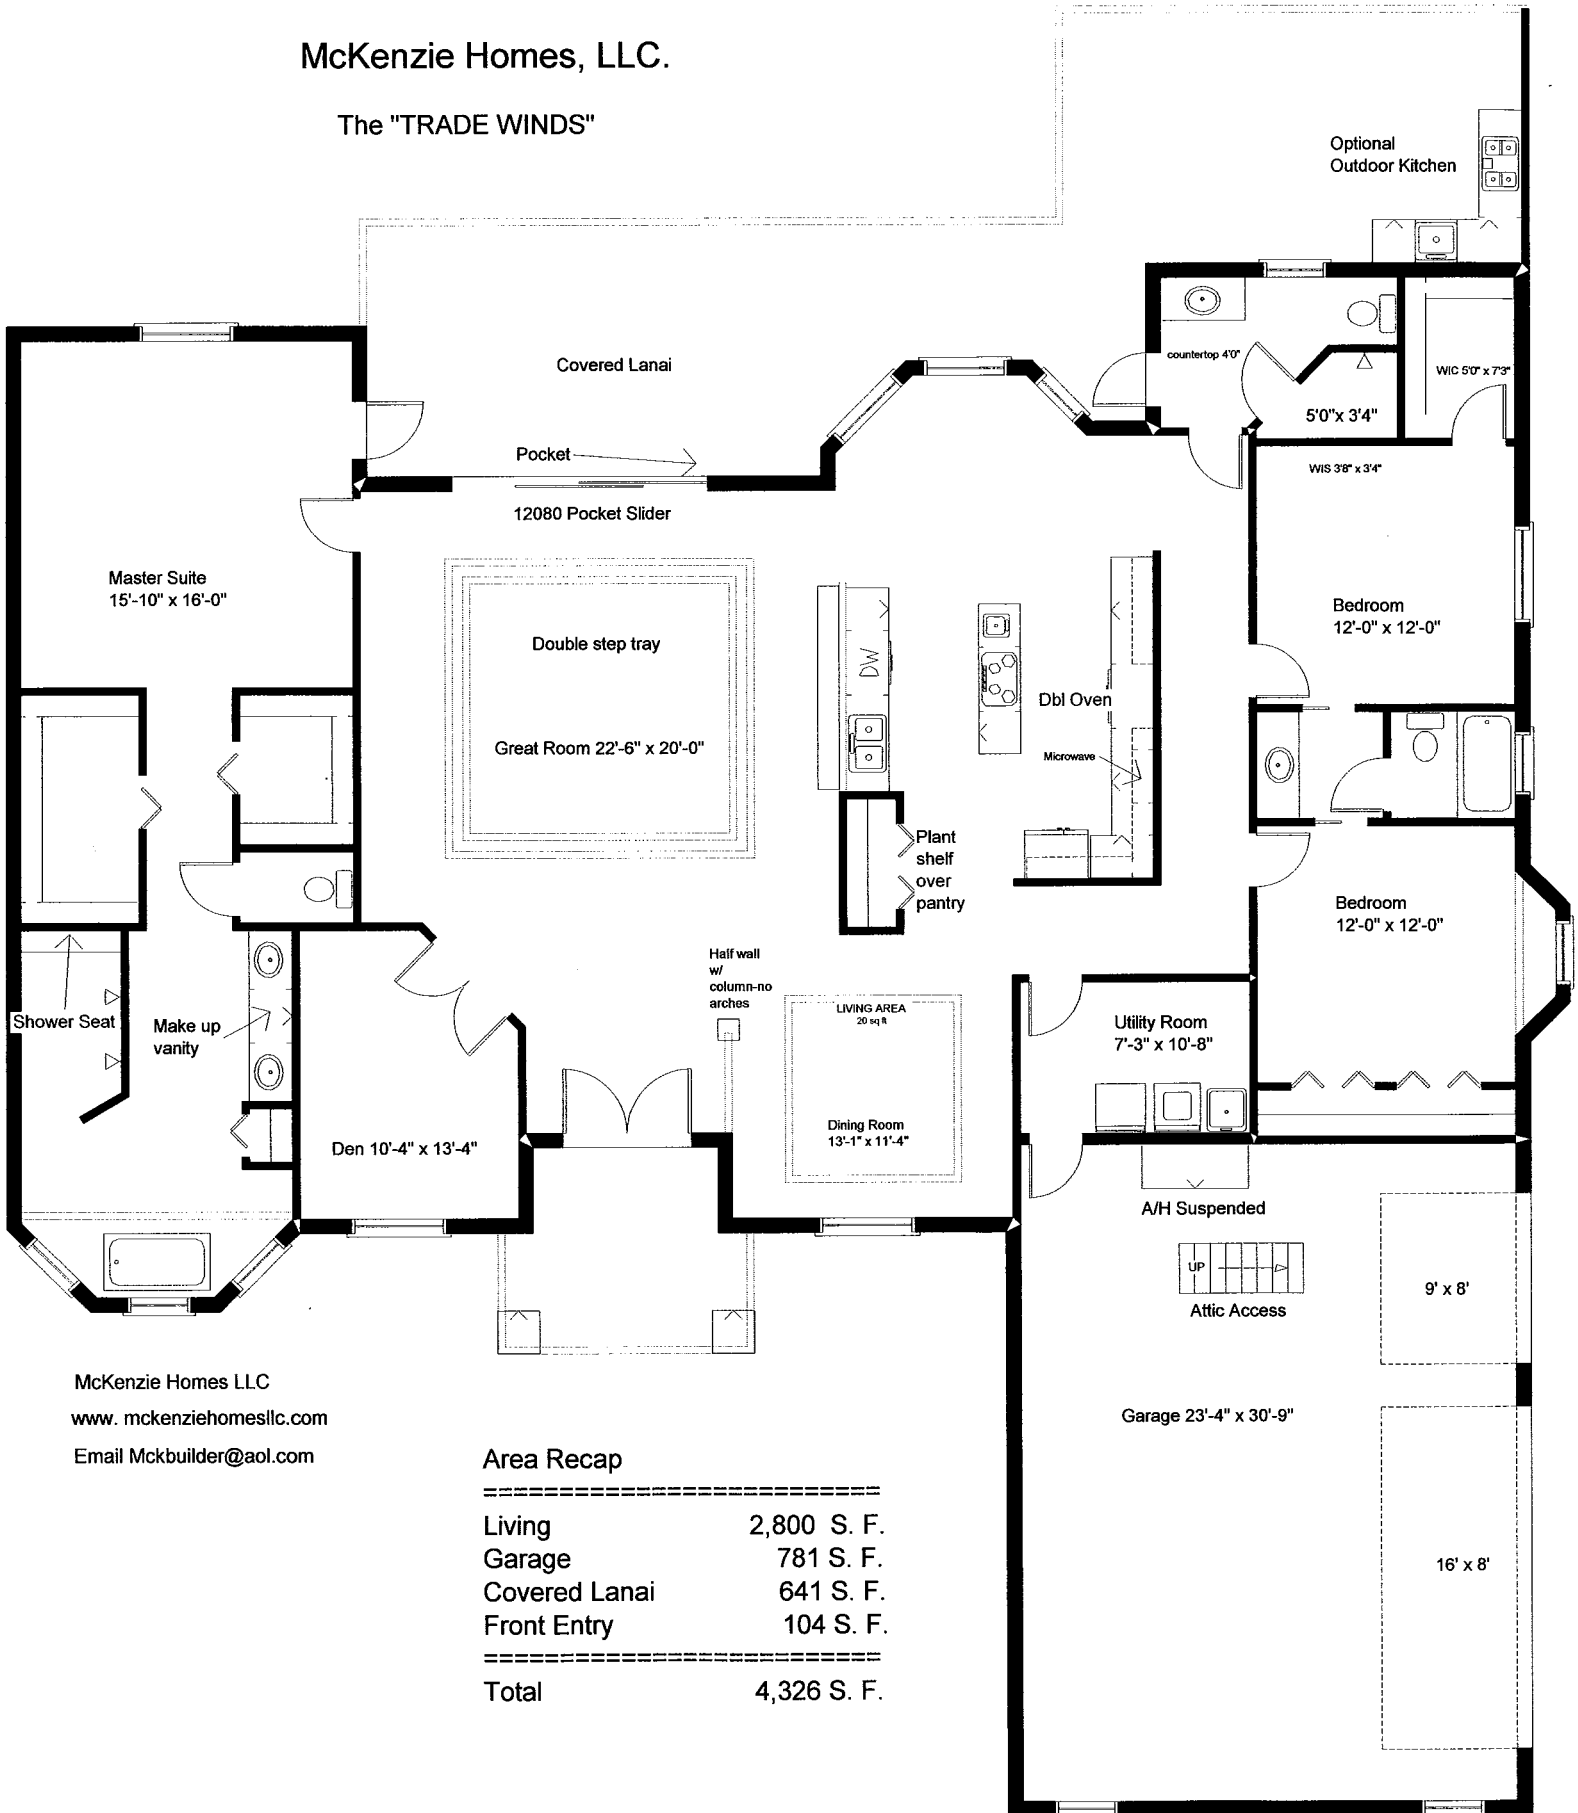 McKenzie Homes, LLC.
The "TRADE WINDS"
Optional
Outdoor Kitchen
Covered Lanai
countertop 4'0"
WIC 5'0" x 7'3"
5'0"x 3'4"
Pocket
WIS 3'8" x 3'4"
12080 Pocket Slider
Master Suite
15'-10" x 16'-0"
Double step tray
Great Room 22'-6" x 20'-0"
DW
Dbl Oven
Microwave
Bedroom
12'-0" x 12'-0"
Plant
shelf
over
pantry
Bedroom
12'-0" x 12'-0"
Half wall
w/
column-no
arches
LIVING AREA
20 sq ft
Shower Seat
Make up
vanity
Utility Room
7'-3" x 10'-8"
Den 10'-4" x 13'-4"
Dining Room
13'-1" x 11'-4"
A/H Suspended
UP
Attic Access
9' x 8'
Garage 23'-4" x 30'-9"
16' x 8'
McKenzie Homes LLC
www. mckenziehomesllc.com
Email Mckbuilder@aol.com
Area Recap
==========================
Living 2,800 S. F.
Garage 781 S. F.
Covered Lanai 641 S. F.
Front Entry 104 S. F.
==========================
Total 4,326 S. F.